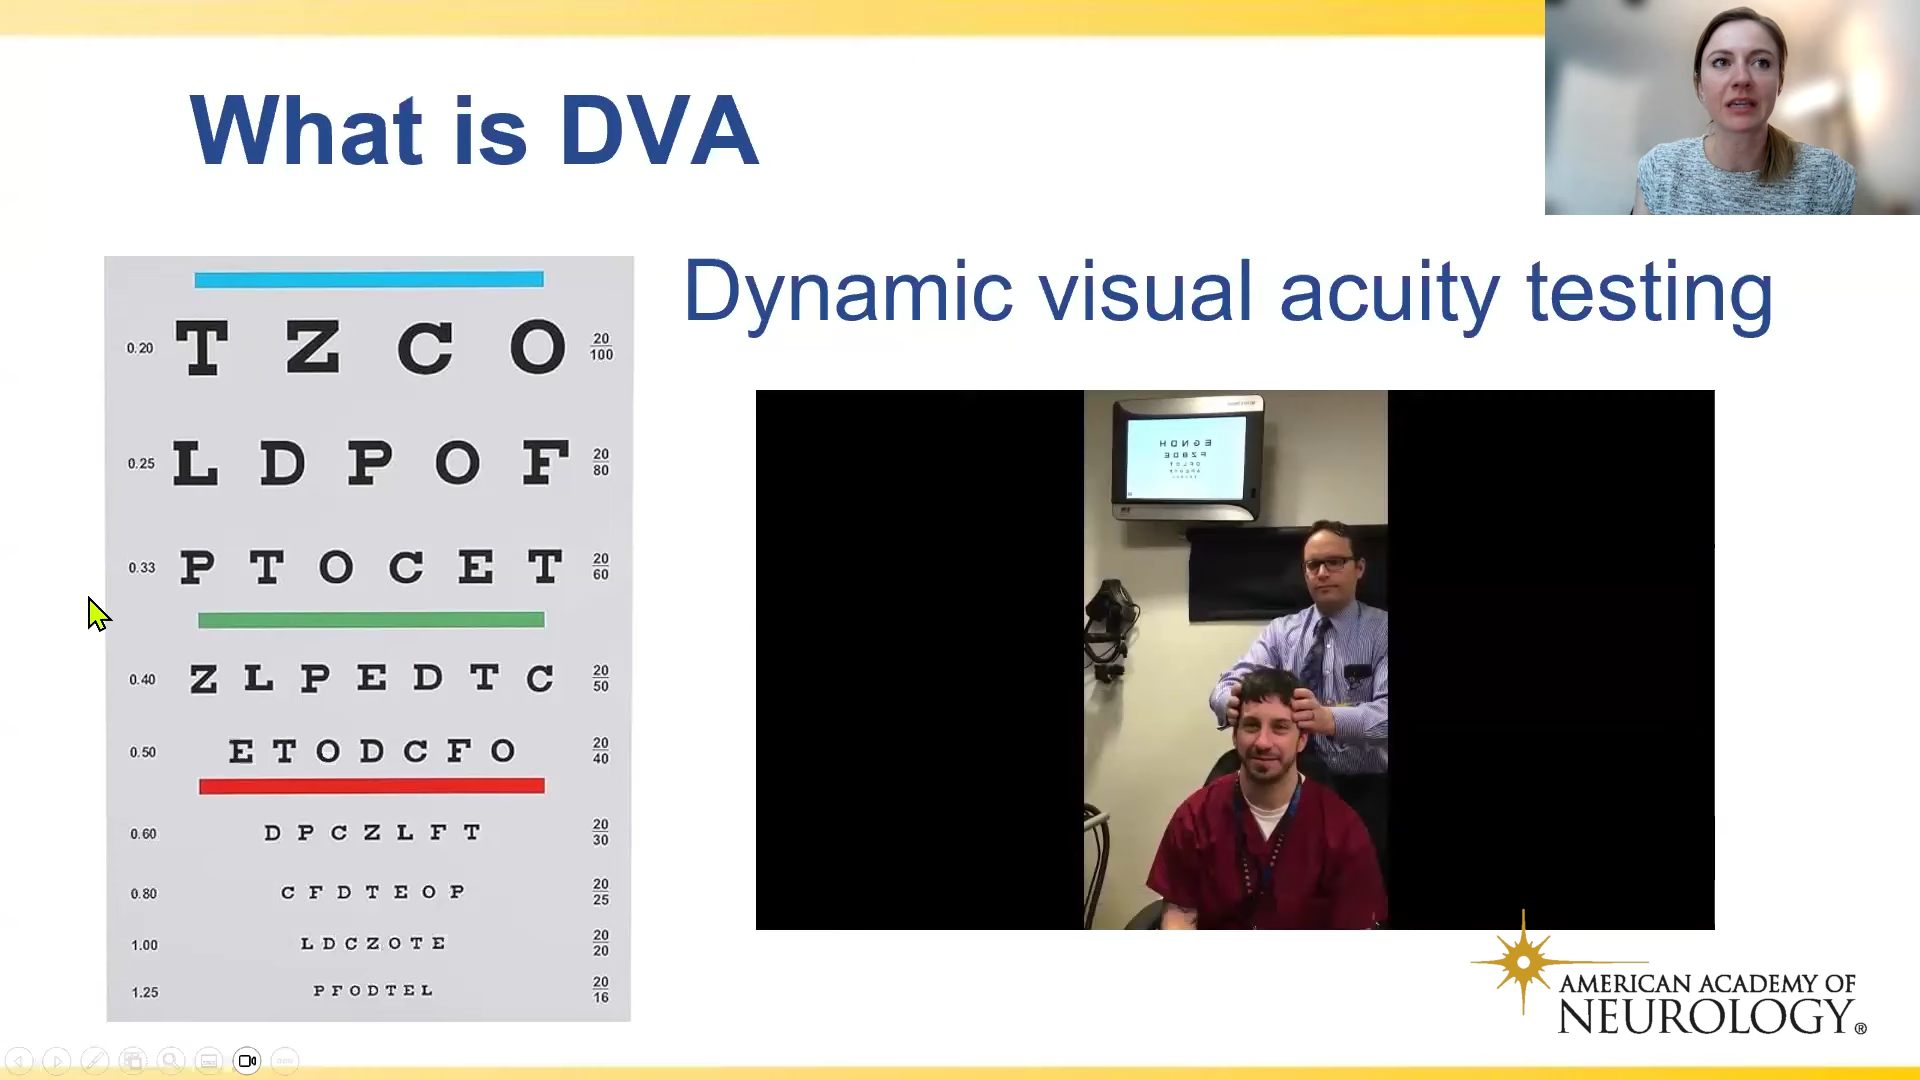 What is DVA
Dynamic visual acuity testing
0.20 T Z C O 20/100
0.25 L D P O F 20/80
0.33 P T O C E T 20/60
0.40 Z L P E D T C 20/50
0.50 E T O D C F O 20/40
0.60 D P C Z L F T 20/30
0.80 C F D T E O P 20/25
1.00 L D C Z O T E 20/20
1.25 P F O D T E L 20/16
H D N G E
F Z B D E
AMERICAN ACADEMY OF
NEUROLOGY®